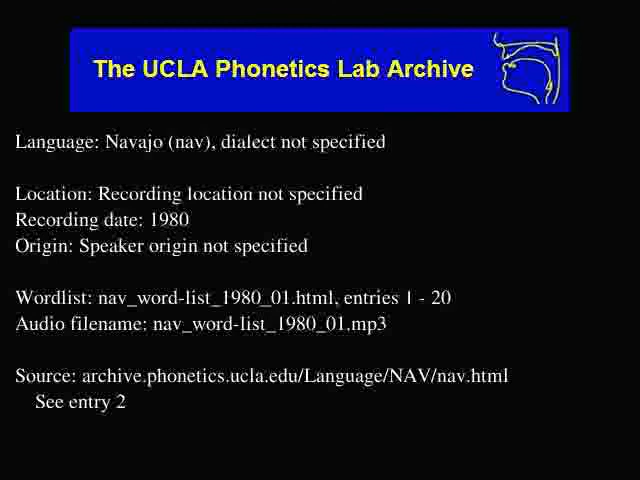 The UCLA Phonetics Lab Archive
Language: Navajo (nav), dialect not specified
Location: Recording location not specified
Recording date: 1980
Origin: Speaker origin not specified
Wordlist: nav_word-list_1980_01.html, entries 1 - 20
Audio filename: nav_word-list_1980_01.mp3
Source: archive.phonetics.ucla.edu/Language/NAV/nav.html
See entry 2